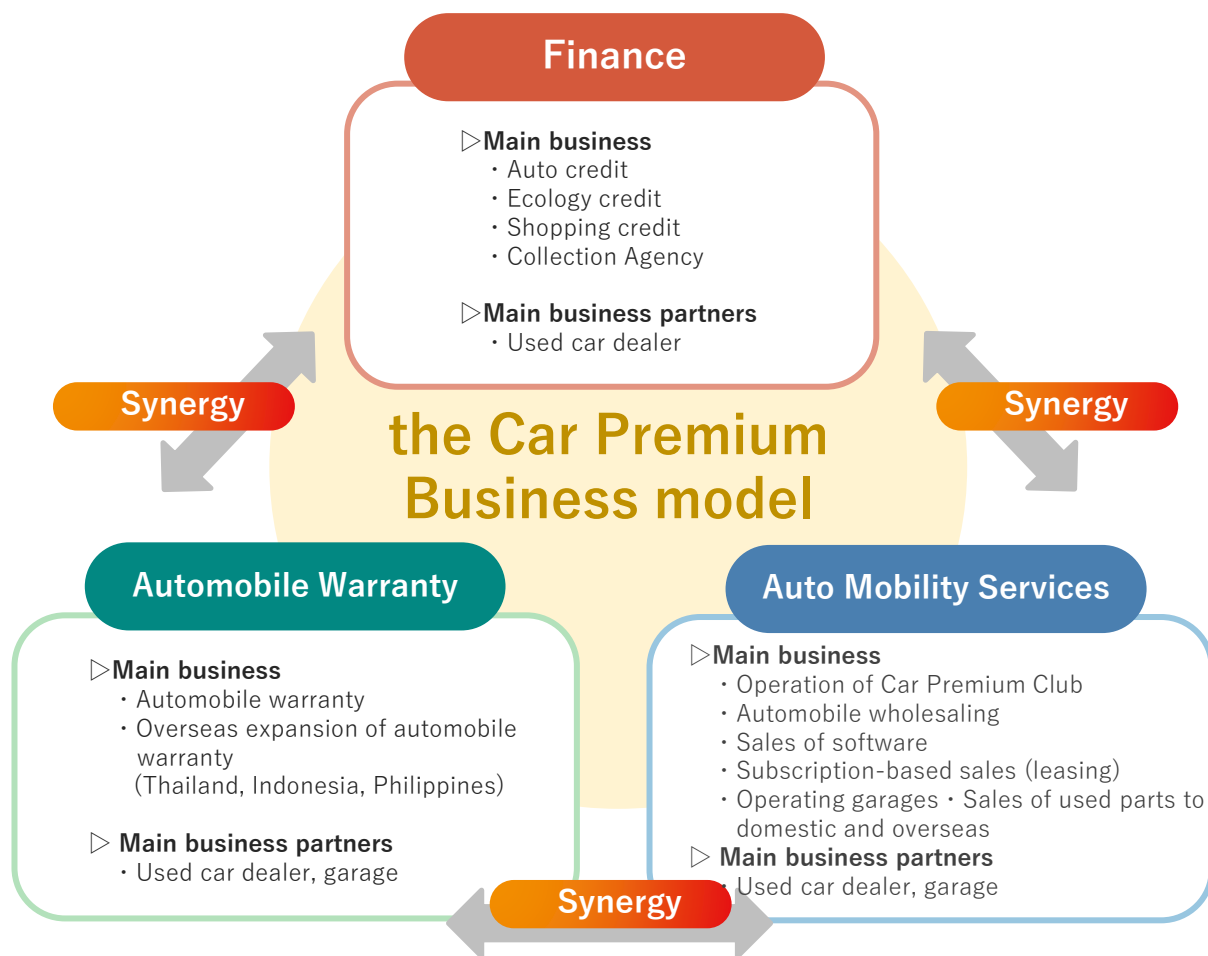 Finance
▷Main business
・Auto credit
・Ecology credit
・Shopping credit
・Collection Agency
▷Main business partners
・Used car dealer
Synergy
Synergy
the Car Premium
Business model
Automobile Warranty
▷Main business
・Automobile warranty
・Overseas expansion of automobile
warranty
(Thailand, Indonesia, Philippines)
▷ Main business partners
・Used car dealer, garage
Auto Mobility Services
▷Main business
・Operation of Car Premium Club
・Automobile wholesaling
・Sales of software
・Subscription-based sales (leasing)
・Operating garages・Sales of used parts to
domestic and overseas
▷ Main business partners
・Used car dealer, garage
Synergy